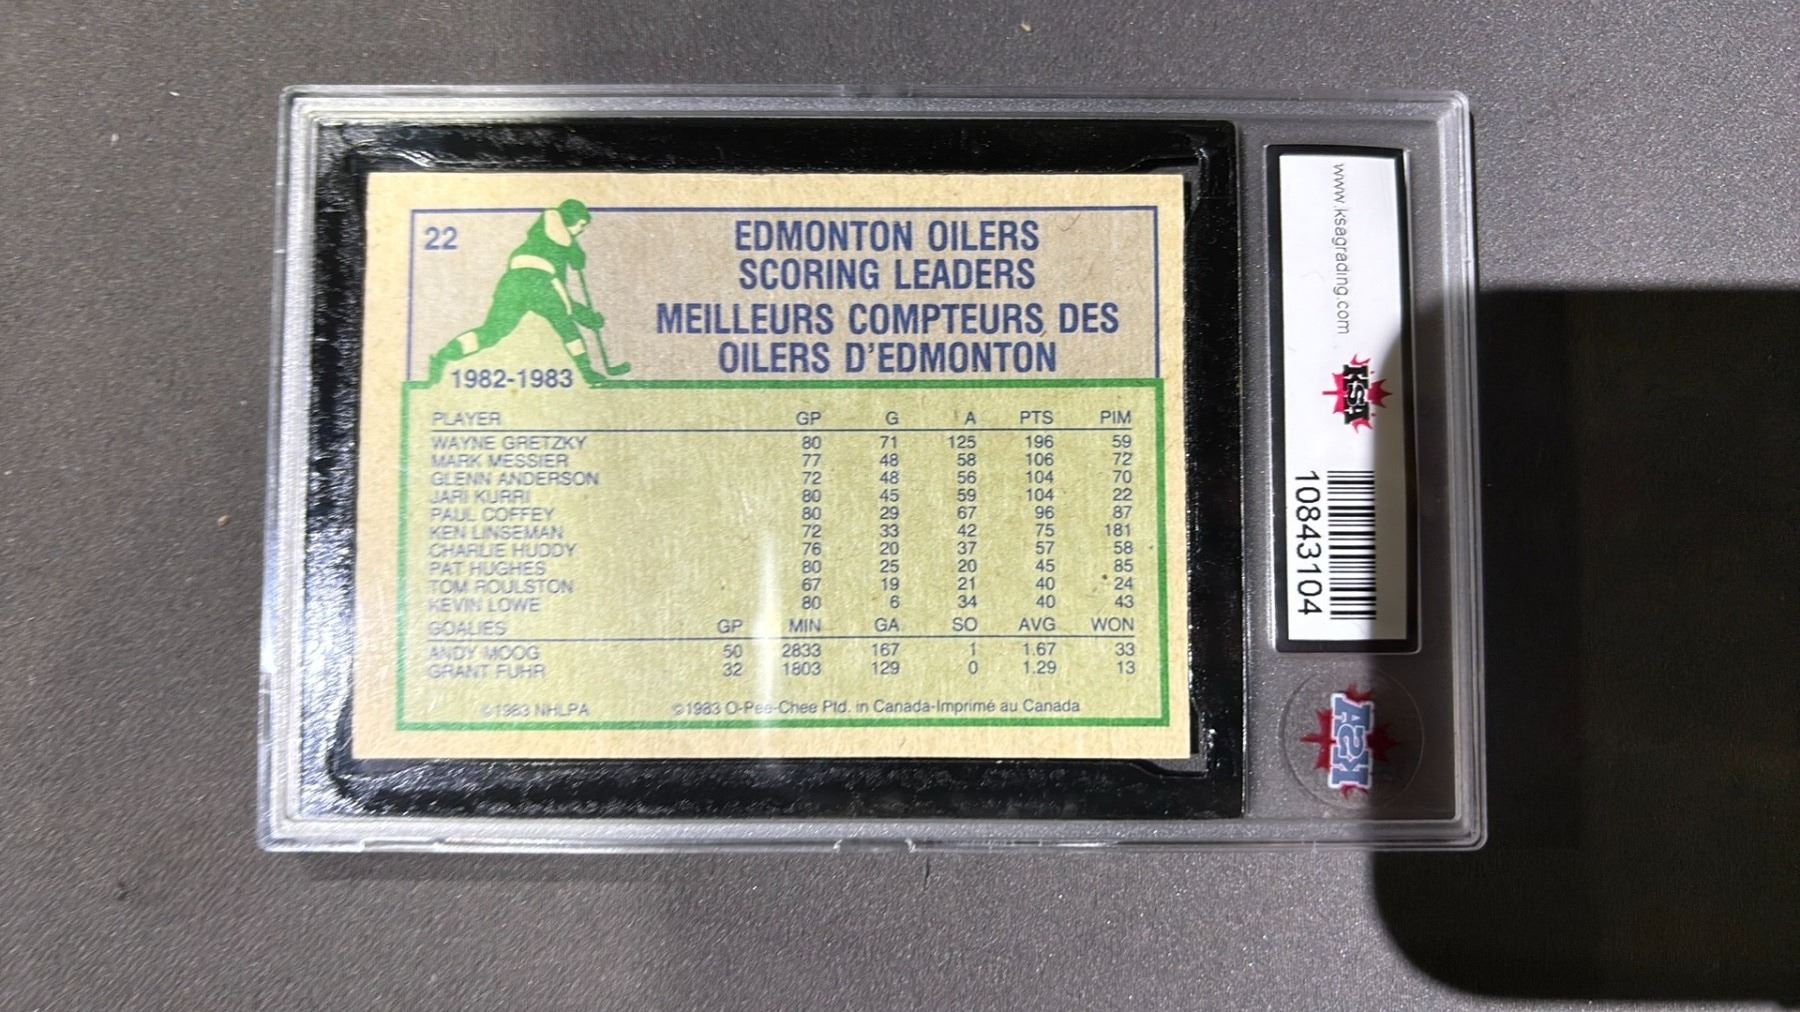 22
EDMONTON OILERS
SCORING LEADERS
MEILLEURS COMPTEURS DES
OILERS D'EDMONTON
1982-1983
PLAYER GP G A PTS PIM
WAYNE GRETZKY 80 71 125 196 59
MARK MESSIER 77 48 58 106 72
GLENN ANDERSON 72 48 56 104 70
JARI KURRI 80 45 59 104 22
PAUL COFFEY 80 29 67 96 87
KEN LINSEMAN 72 33 42 75 181
CHARLIE HUDDY 76 20 37 57 58
PAT HUGHES 80 25 20 45 85
TOM ROULSTON 67 19 21 40 24
KEVIN LOWE 80 6 34 40 43
GOALIES GP MIN GA SO AVG WON
ANDY MOOG 50 2833 167 1 1.67 33
GRANT FUHR 32 1803 129 0 1.29 13
©1983 NHLPA ©1983 O-Pee-Chee Ptd. in Canada-Imprimé au Canada
www.ksagrading.com
KSA
10843104
KSA